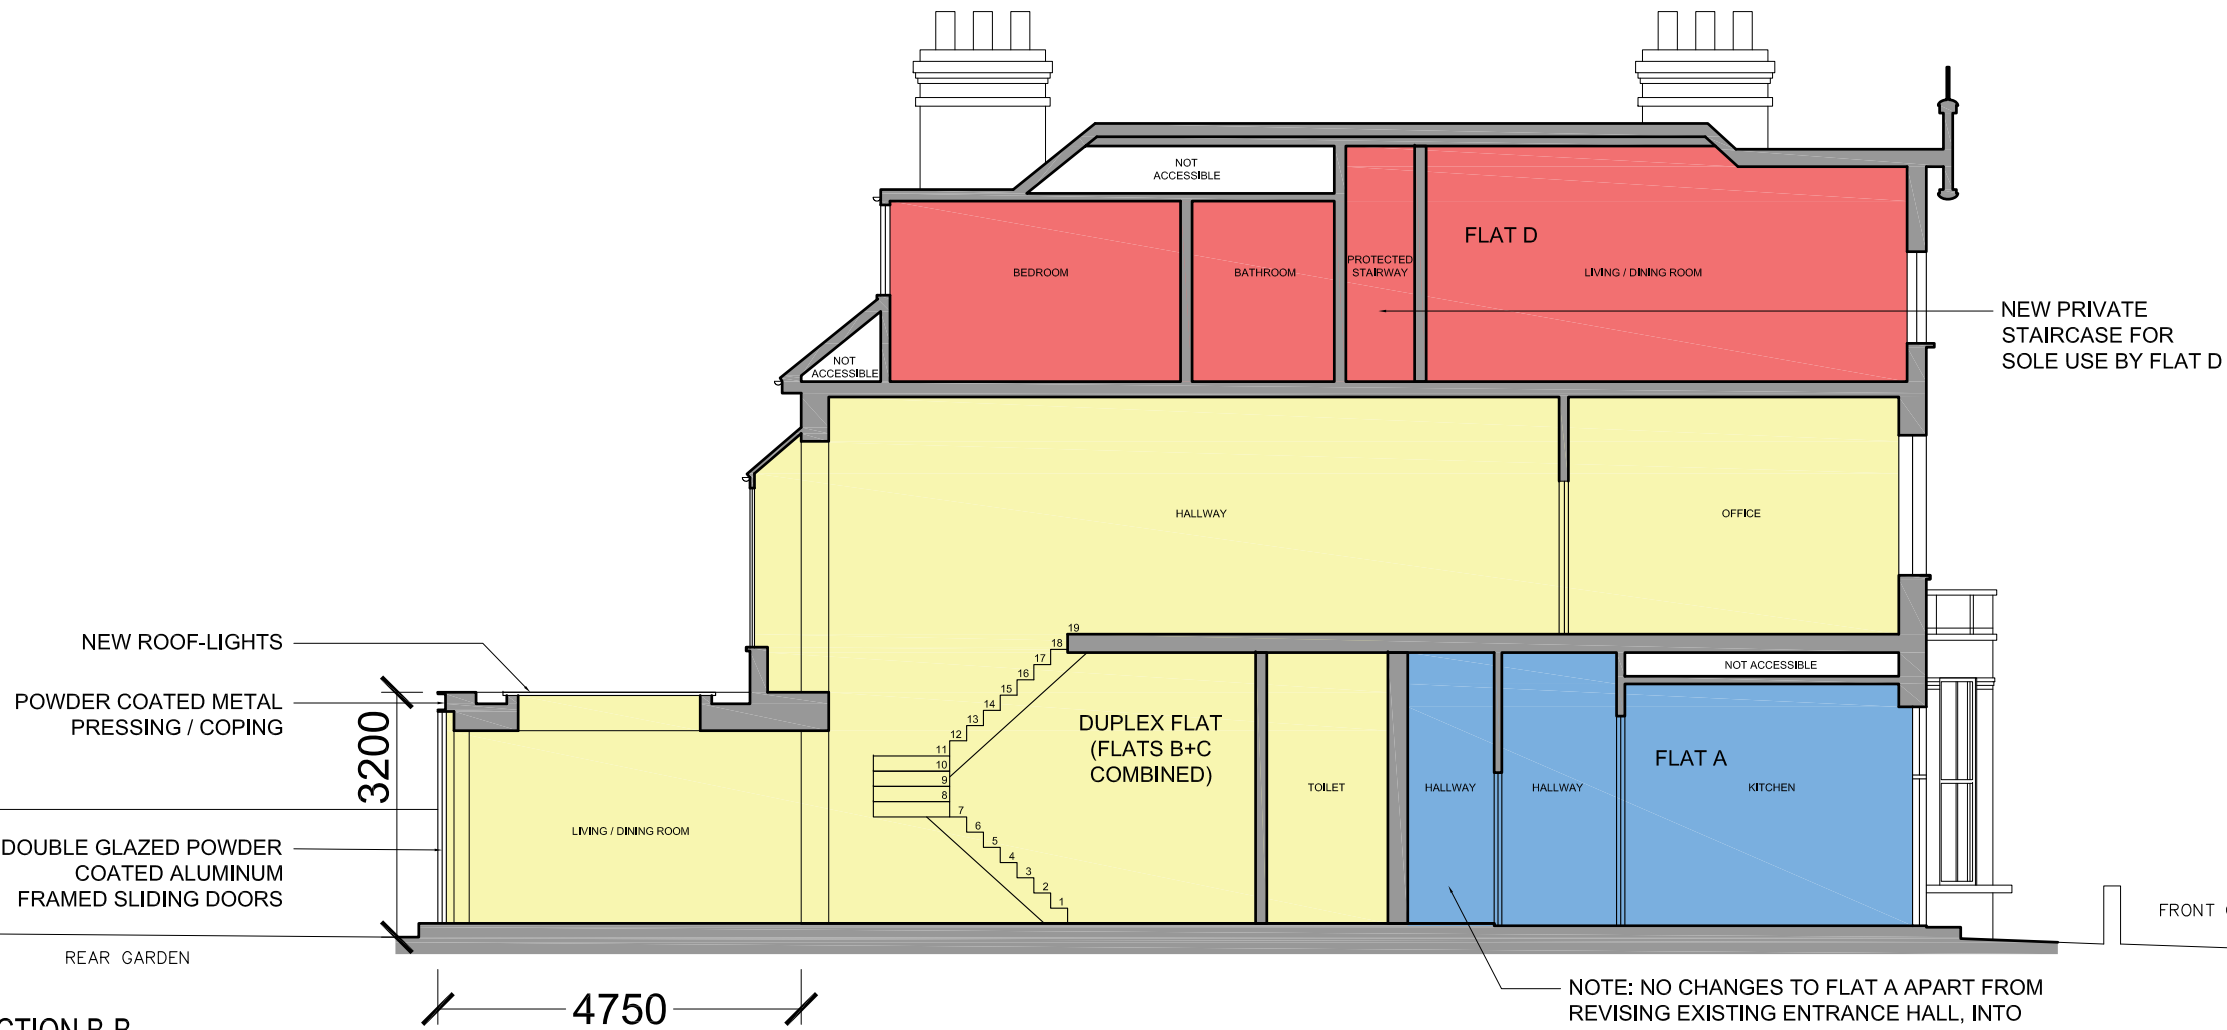 NOT
ACCESSIBLE
FLAT D
BEDROOM
BATHROOM
PROTECTED
STAIRWAY
LIVING / DINING ROOM
NEW PRIVATE
STAIRCASE FOR
SOLE USE BY FLAT D
NOT
ACCESSIBLE
HALLWAY
OFFICE
NEW ROOF-LIGHTS
POWDER COATED METAL
PRESSING / COPING
3200
DOUBLE GLAZED POWDER
COATED ALUMINUM
FRAMED SLIDING DOORS
LIVING / DINING ROOM
19
18
17
16
15
14
13
12
11
10
9
8
7
6
5
4
3
2
1
DUPLEX FLAT
(FLATS B+C
COMBINED)
TOILET
HALLWAY
HALLWAY
NOT ACCESSIBLE
FLAT A
KITCHEN
REAR GARDEN
FRONT
4750
NOTE: NO CHANGES TO FLAT A APART FROM
REVISING EXISTING ENTRANCE HALL, INTO